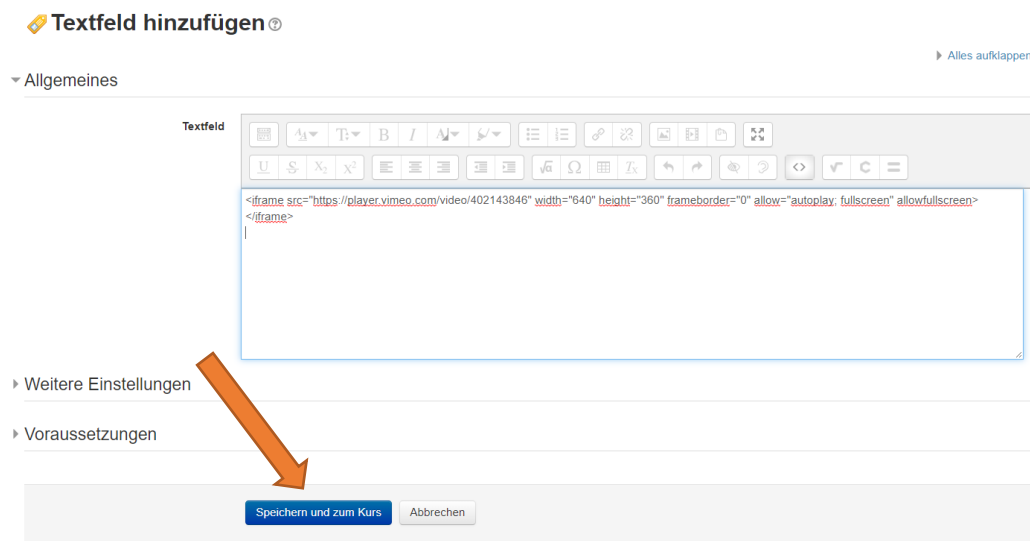 Textfeld hinzufügen
Alles aufklappen
Allgemeines
Textfeld
<iframe src="https://player.vimeo.com/video/402143846" width="640" height="360" frameborder="0" allow="autoplay; fullscreen" allowfullscreen>
</iframe>
Weitere Einstellungen
Voraussetzungen
Speichern und zum Kurs Abbrechen